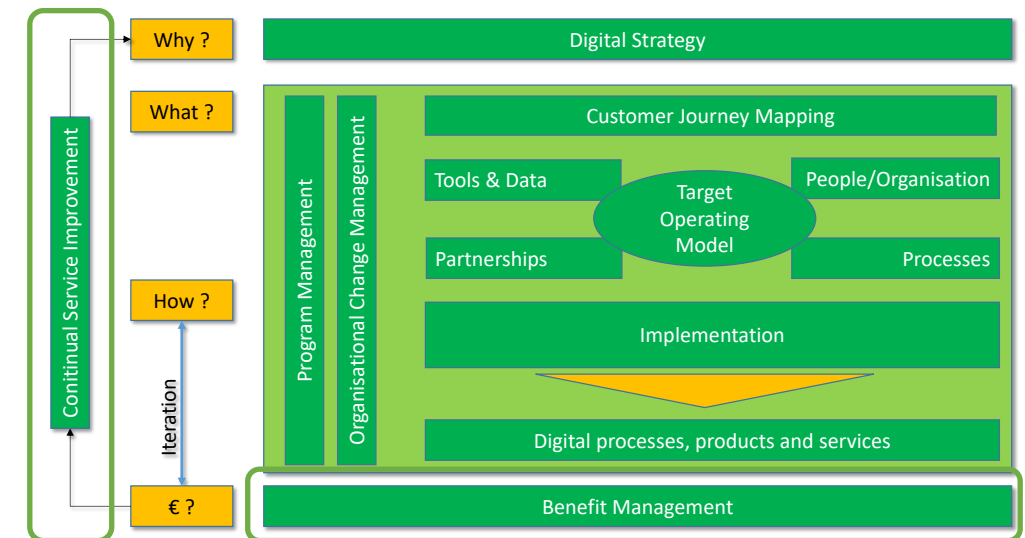 Why ?
Digital Strategy
What ?
Customer Journey Mapping
Tools & Data
People/Organisation
Target
Operating
Model
Partnerships
Processes
Program Management
Organisational Change Management
Conitinual Service Improvement
How ?
Implementation
Iteration
Digital processes, products and services
€ ?
Benefit Management